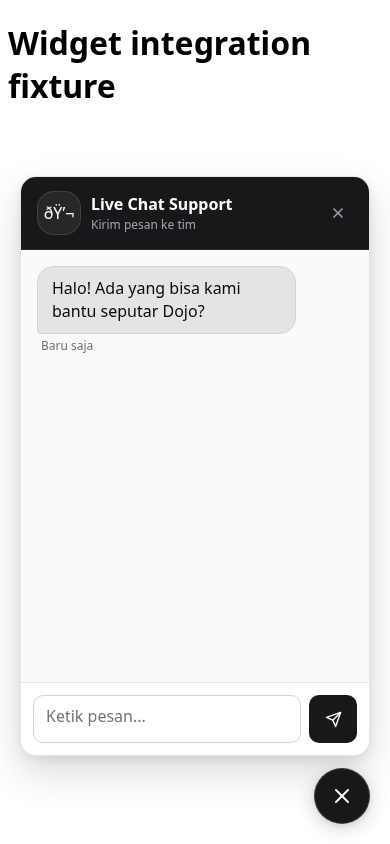 Widget integration
fixture
ðŸ’¬
Live Chat Support
Kirim pesan ke tim
Halo! Ada yang bisa kami
bantu seputar Dojo?
Baru saja
Ketik pesan...